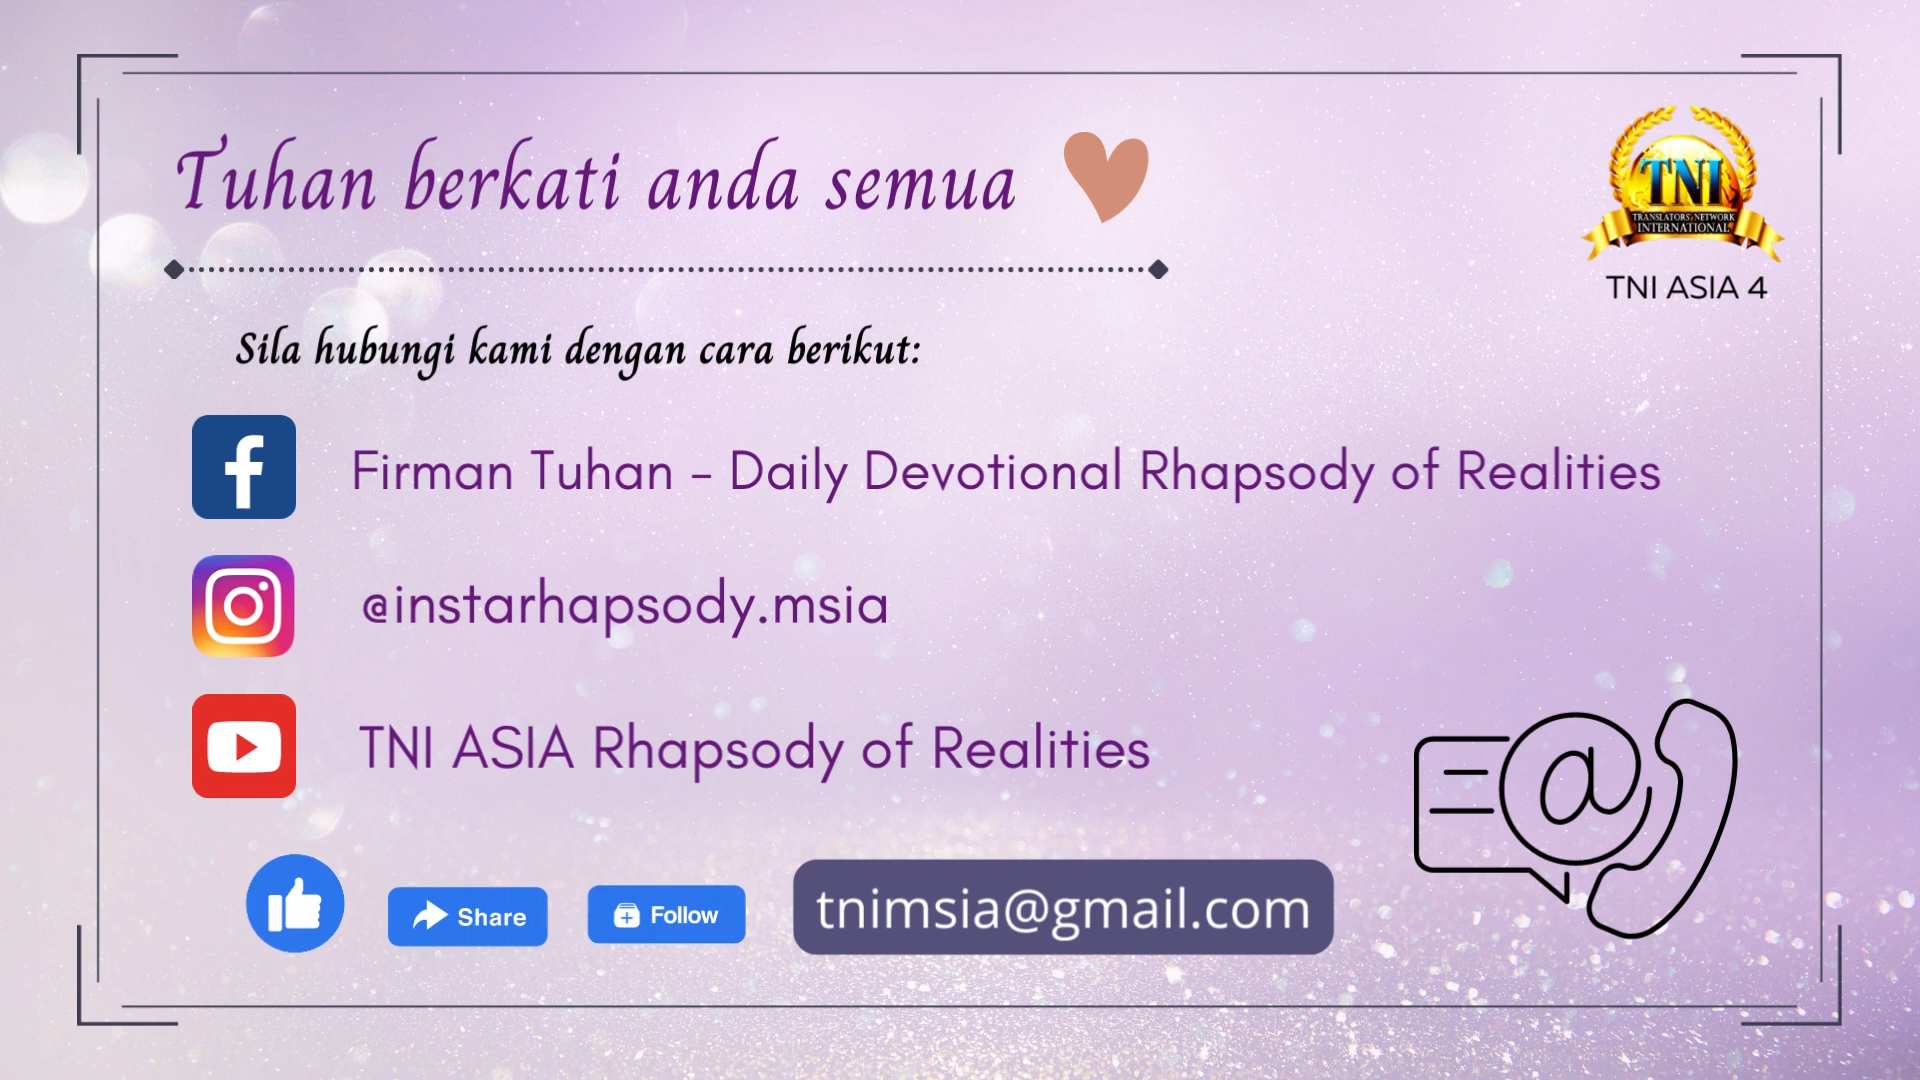 Tuhan berkati anda semua
TNI
TRANSLATORS' NETWORK
INTERNATIONAL
TNI ASIA 4
Sila hubungi kami dengan cara berikut:
Firman Tuhan - Daily Devotional Rhapsody of Realities
@instarhapsody.msia
TNI ASIA Rhapsody of Realities
Share
Follow
tnimsia@gmail.com